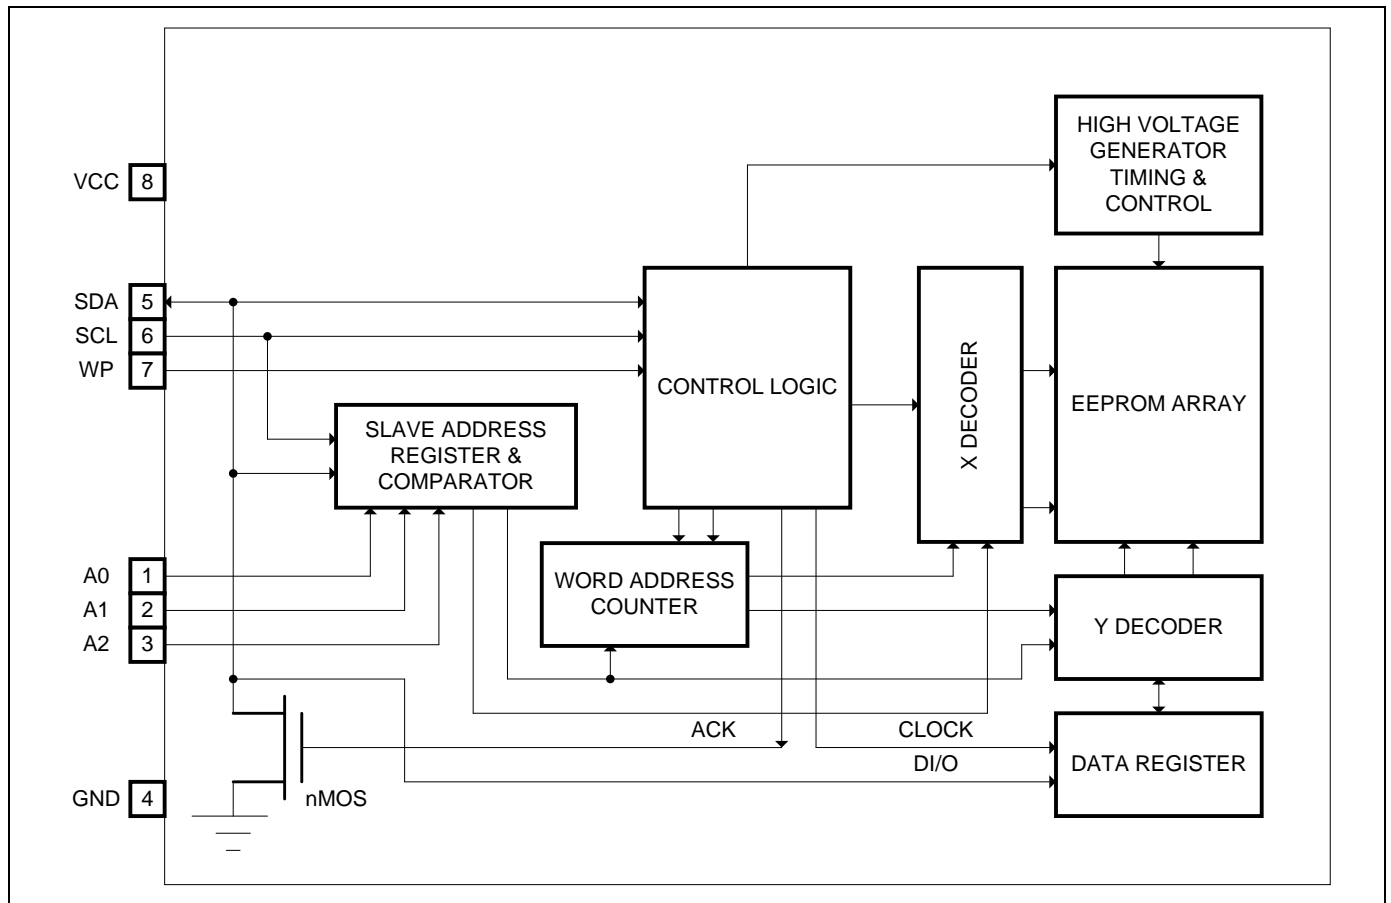 HIGH VOLTAGE
GENERATOR
TIMING &
CONTROL
VCC 8
SDA 5
SCL 6
WP 7
CONTROL LOGIC
X DECODER
EEPROM ARRAY
SLAVE ADDRESS
REGISTER &
COMPARATOR
A0 1
A1 2
A2 3
WORD ADDRESS
COUNTER
Y DECODER
ACK
CLOCK
DI/O
DATA REGISTER
GND 4
nMOS